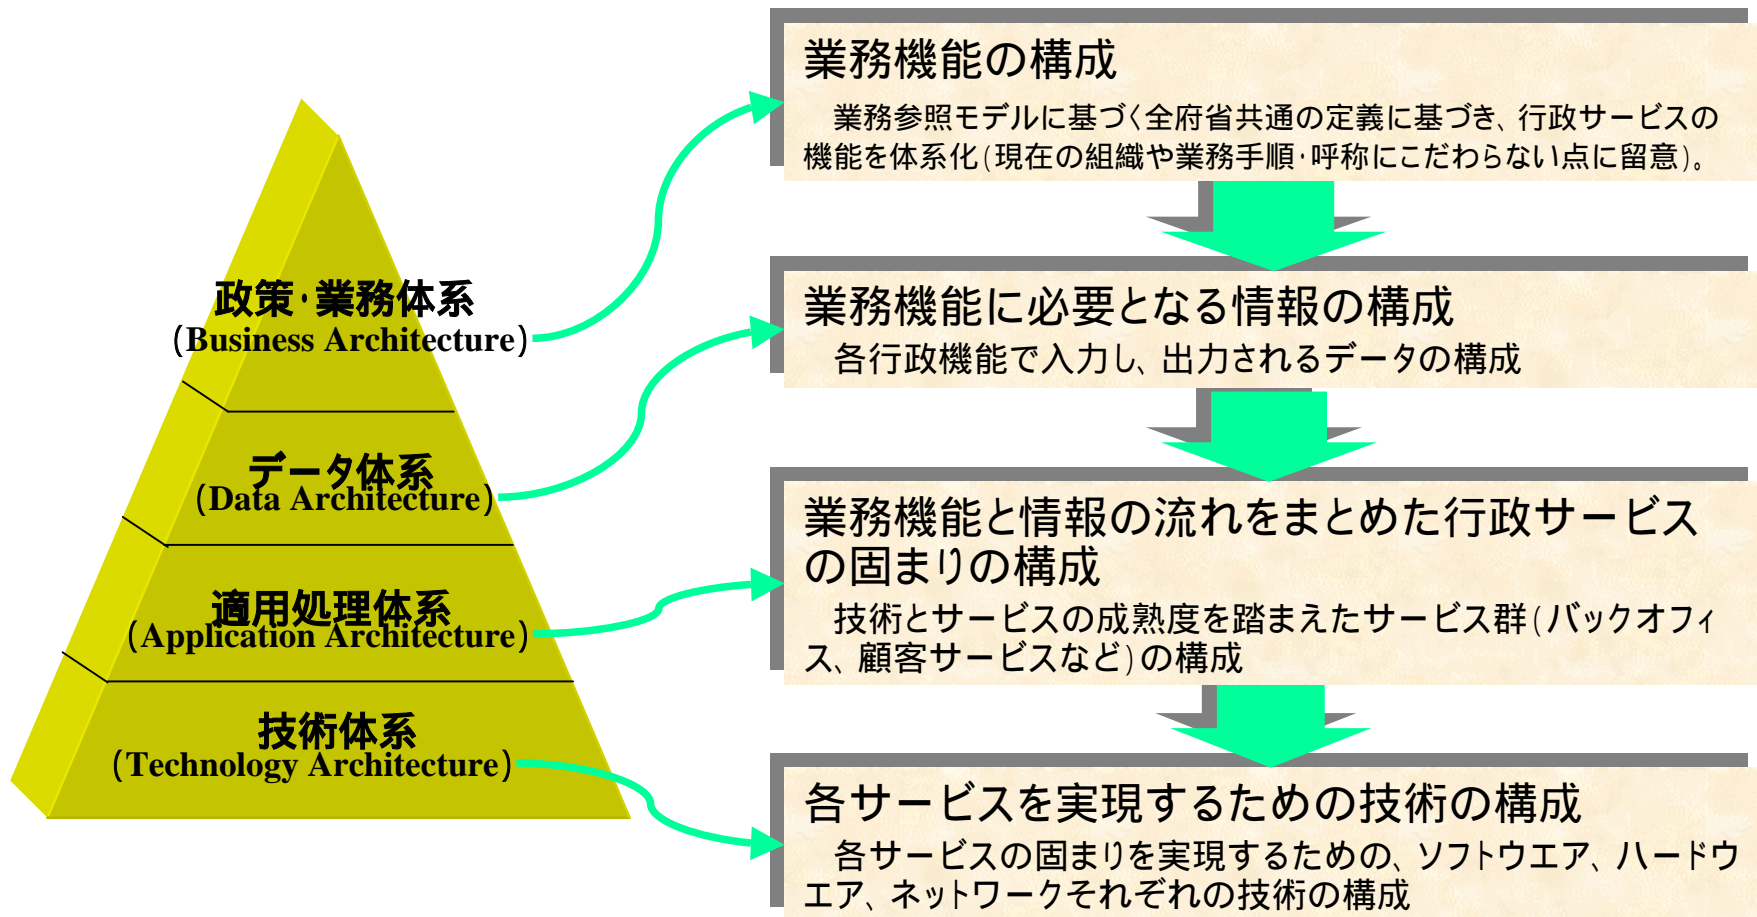 政策・業務体系
(Business Architecture)
データ体系
(Data Architecture)
適用処理体系
(Application Architecture)
技術体系
(Technology Architecture)
業務機能の構成
業務参照モデルに基づく全府省共通の定義に基づき、行政サービスの
機能を体系化(現在の組織や業務手順・呼称にこだわらない点に留意)。
業務機能に必要となる情報の構成
各行政機能で入力し、出力されるデータの構成
業務機能と情報の流れをまとめた行政サービス
の固まりの構成
技術とサービスの成熟度を踏まえたサービス群(バックオフィ
ス、顧客サービスなど)の構成
各サービスを実現するための技術の構成
各サービスの固まりを実現するための、ソフトウエア、ハードウ
エア、ネットワークそれぞれの技術の構成